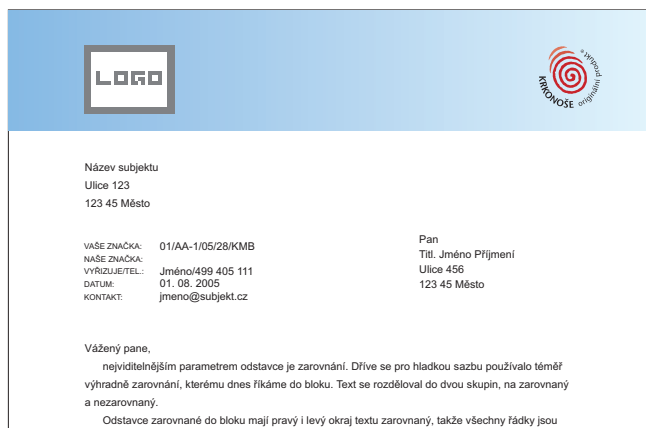 LOGO
KRKONOŠE originální produkt ®
Název subjektu
Ulice 123
123 45 Město
VAŠE ZNAČKA: 01/AA-1/05/28/KMB
NAŠE ZNAČKA:
VYŘIZUJE/TEL.: Jméno/499 405 111
DATUM: 01. 08. 2005
KONTAKT: jmeno@subjekt.cz
Pan
Titl. Jméno Příjmení
Ulice 456
123 45 Město
Vážený pane,
nejviditelnějším parametrem odstavce je zarovnání. Dříve se pro hladkou sazbu používalo téměř
výhradně zarovnání, kterému dnes říkáme do bloku. Text se rozděloval do dvou skupin, na zarovnaný
a nezarovnaný.
Odstavce zarovnané do bloku mají pravý i levý okraj textu zarovnaný, takže všechny řádky jsou